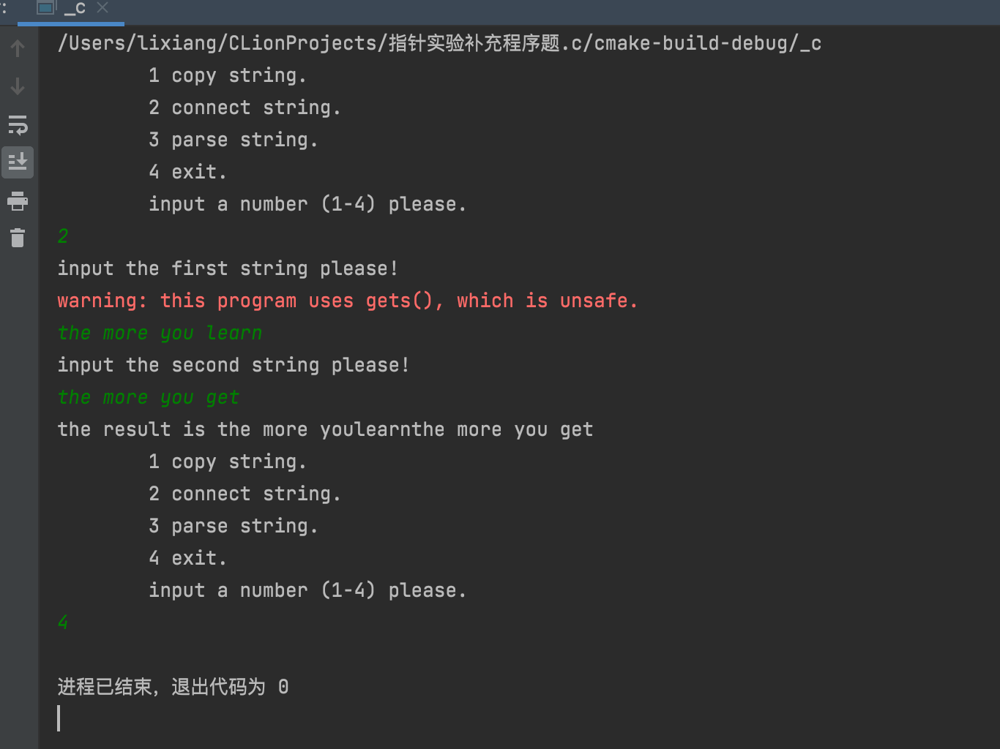 _c
/Users/lixiang/CLionProjects/指针实验补充程序题.c/cmake-build-debug/_c
1 copy string.
2 connect string.
3 parse string.
4 exit.
input a number (1-4) please.
2
input the first string please!
warning: this program uses gets(), which is unsafe.
the more you learn
input the second string please!
the more you get
the result is the more youlearnthe more you get
1 copy string.
2 connect string.
3 parse string.
4 exit.
input a number (1-4) please.
4
进程已结束，退出代码为 0